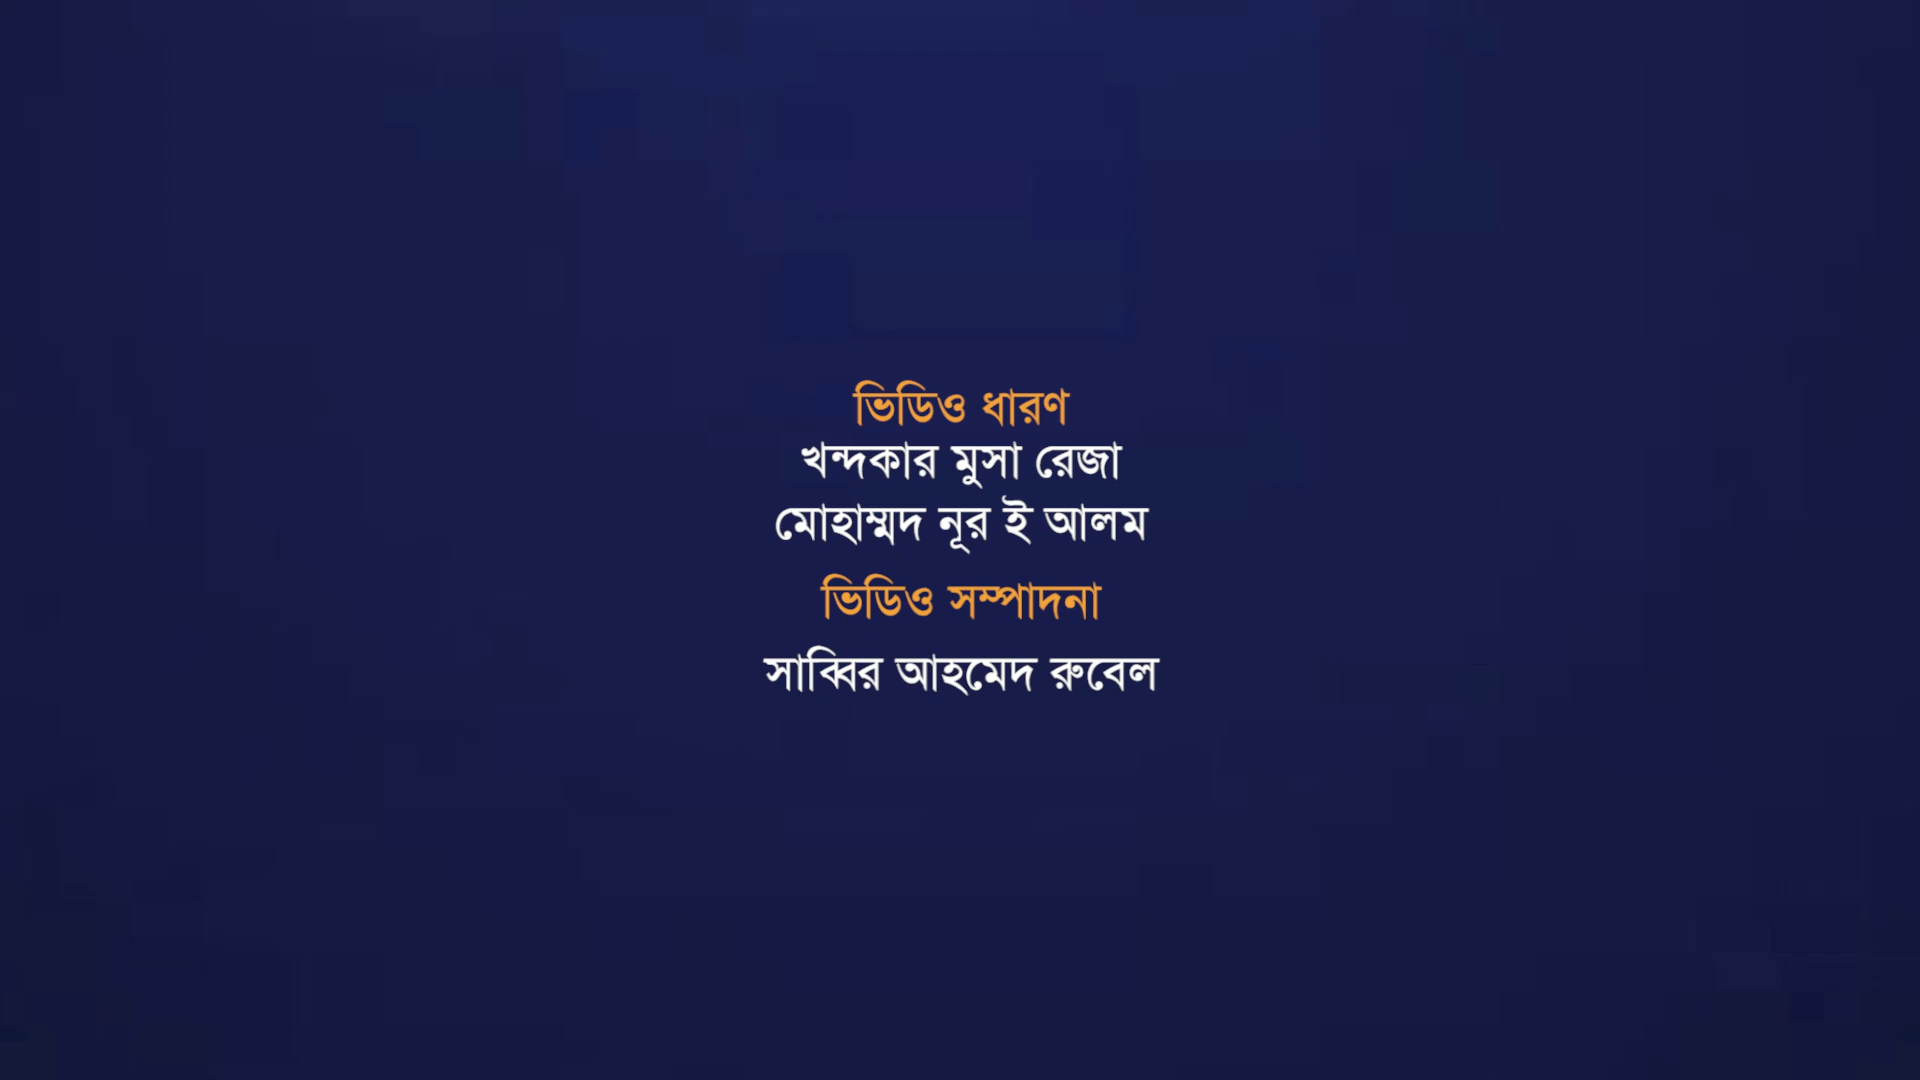 ভিডিও ধারণ
খন্দকার মুসা রেজা
মোহাম্মদ নূর ই আলম
ভিডিও সম্পাদনা
সাব্বির আহমেদ রুবেল